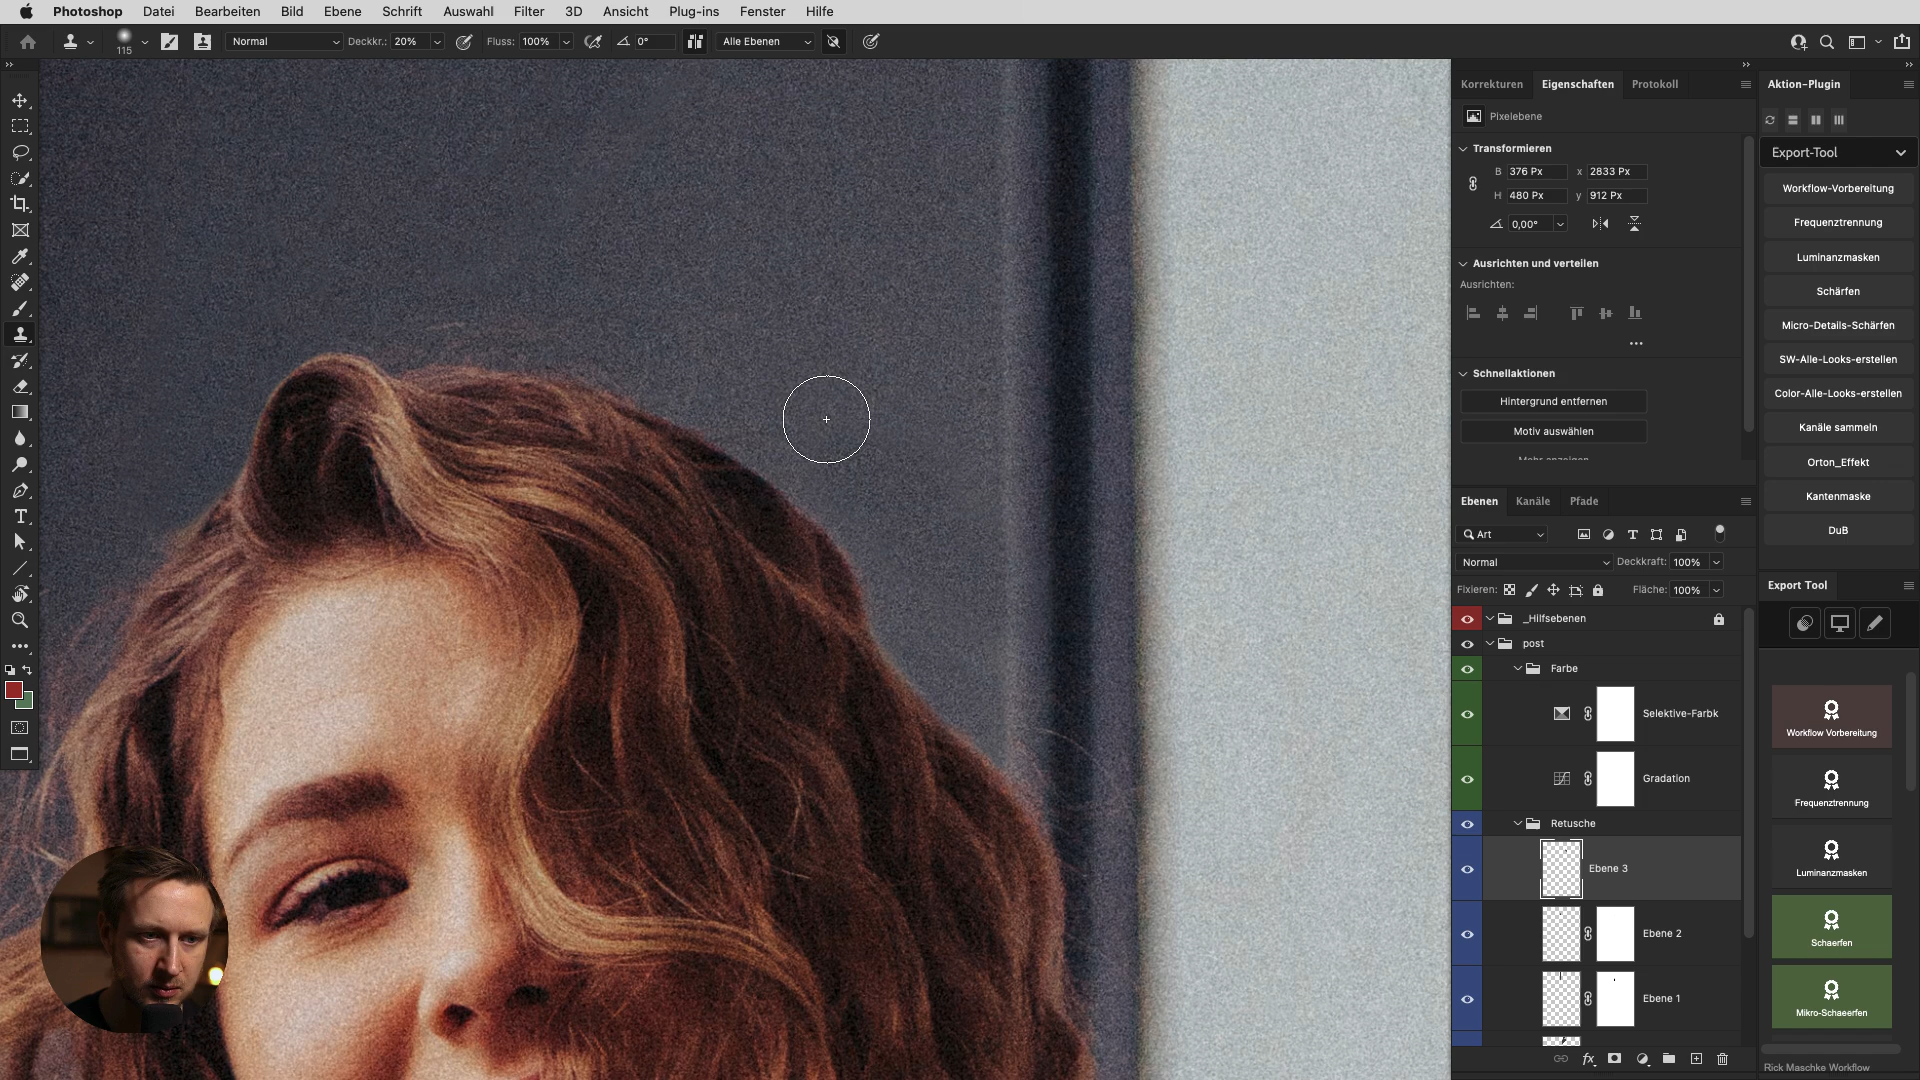 Photoshop Datei Bearbeiten Bild Ebene Schrift Auswahl Filter 3D Ansicht Plug-ins Fenster Hilfe
115 Normal Deckkr.: 20% Fluss: 100% 0° Alle Ebenen
Korrekturen Eigenschaften Protokoll
Pixelebene
Transformieren
B 376 Px x 2833 Px
H 480 Px y 912 Px
0,00°
Ausrichten und verteilen
Ausrichten:
Schnellaktionen
Hintergrund entfernen
Motiv auswählen
Mehr anzeigen
Ebenen Kanäle Pfade
Art
Normal Deckkraft: 100%
Fixieren: Fläche: 100%
_Hilfsebenen
post
Farbe
Selektive-Farbk
Gradation
Retusche
Ebene 3
Ebene 2
Ebene 1
fx
Aktion-Plugin
Export-Tool
Workflow-Vorbereitung
Frequenztrennung
Luminanzmasken
Schärfen
Micro-Details-Schärfen
SW-Alle-Looks-erstellen
Color-Alle-Looks-erstellen
Kanäle sammeln
Orton_Effekt
Kantenmaske
DuB
Export Tool
Workflow Vorbereitung
Frequenztrennung
Luminanzmasken
Schaerfen
Mikro-Schaeerfen
Rick Maschke Workflow